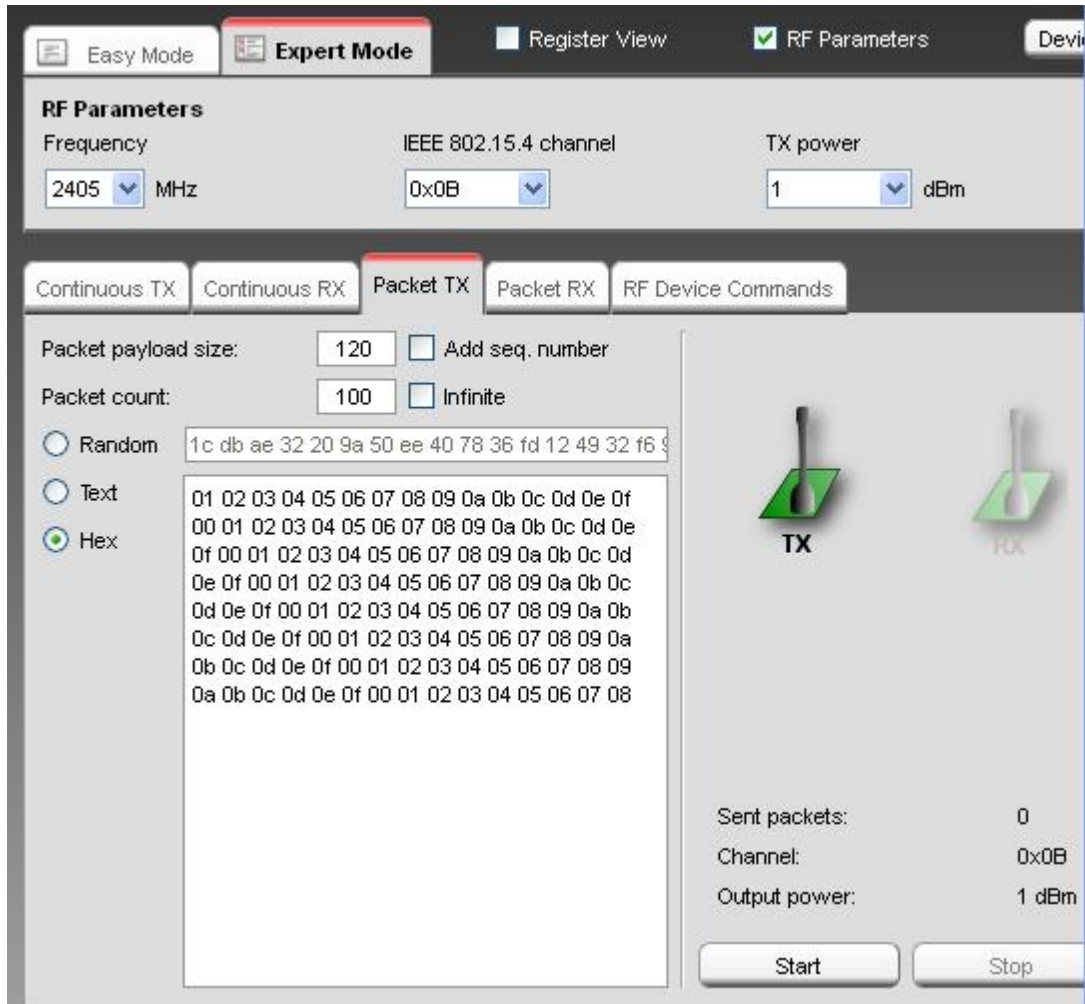 Easy Mode Expert Mode Register View RF Parameters Devi
RF Parameters
Frequency IEEE 802.15.4 channel TX power
2405 MHz 0x0B 1 dBm
Continuous TX Continuous RX Packet TX Packet RX RF Device Commands
Packet payload size: 120 Add seq. number
Packet count: 100 Infinite
Random 1c db ae 32 20 9a 50 ee 40 78 36 fd 12 49 32 f6 9
Text
Hex
01 02 03 04 05 06 07 08 09 0a 0b 0c 0d 0e 0f
00 01 02 03 04 05 06 07 08 09 0a 0b 0c 0d 0e
0f 00 01 02 03 04 05 06 07 08 09 0a 0b 0c 0d
0e 0f 00 01 02 03 04 05 06 07 08 09 0a 0b 0c
0d 0e 0f 00 01 02 03 04 05 06 07 08 09 0a 0b
0c 0d 0e 0f 00 01 02 03 04 05 06 07 08 09 0a
0b 0c 0d 0e 0f 00 01 02 03 04 05 06 07 08 09
0a 0b 0c 0d 0e 0f 00 01 02 03 04 05 06 07 08
TX RX
Sent packets: 0
Channel: 0x0B
Output power: 1 dBm
Start Stop